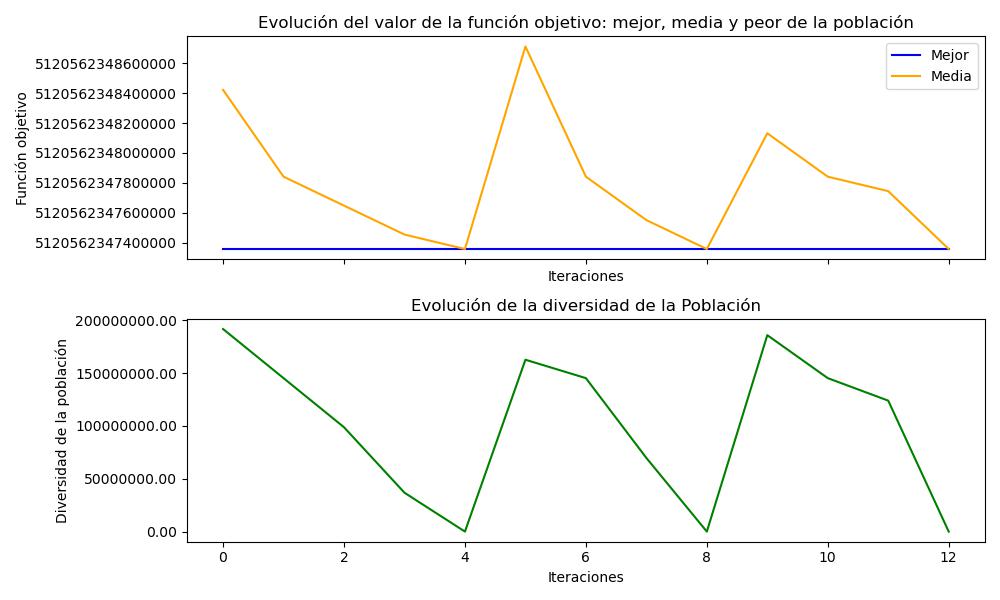 Evolución del valor de la función objetivo: mejor, media y peor de la población
Función objetivo
5120562348600000
5120562348400000
5120562348200000
5120562348000000
5120562347800000
5120562347600000
5120562347400000
Mejor
Media
Iteraciones
Evolución de la diversidad de la Población
Diversidad de la población
200000000.00
150000000.00
100000000.00
50000000.00
0.00
0 2 4 6 8 10 12
Iteraciones